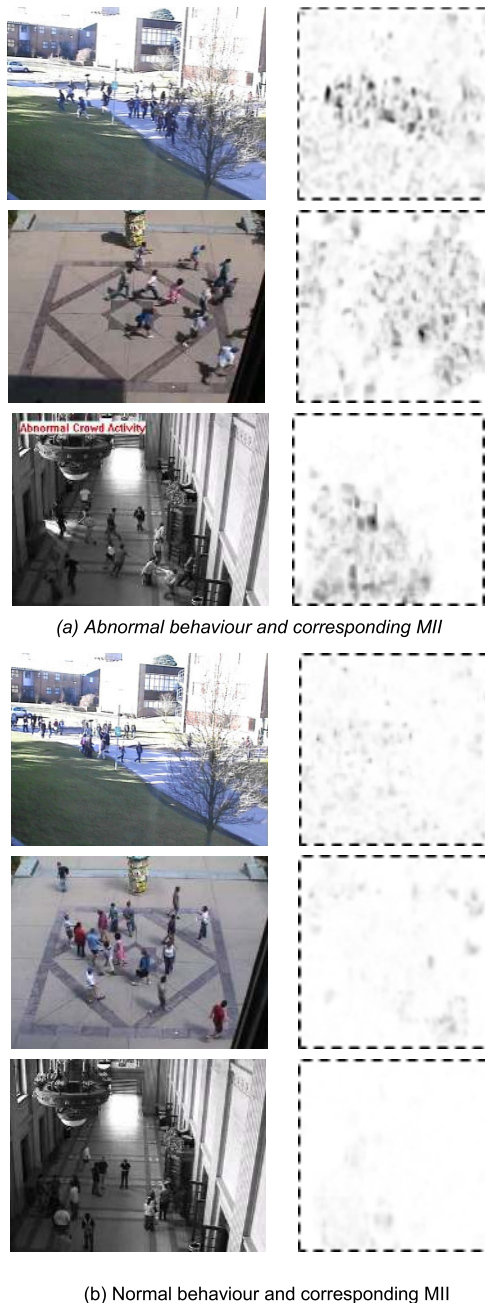 Abnormal Crowd Activity
(a) Abnormal behaviour and corresponding MII
(b) Normal behaviour and corresponding MII